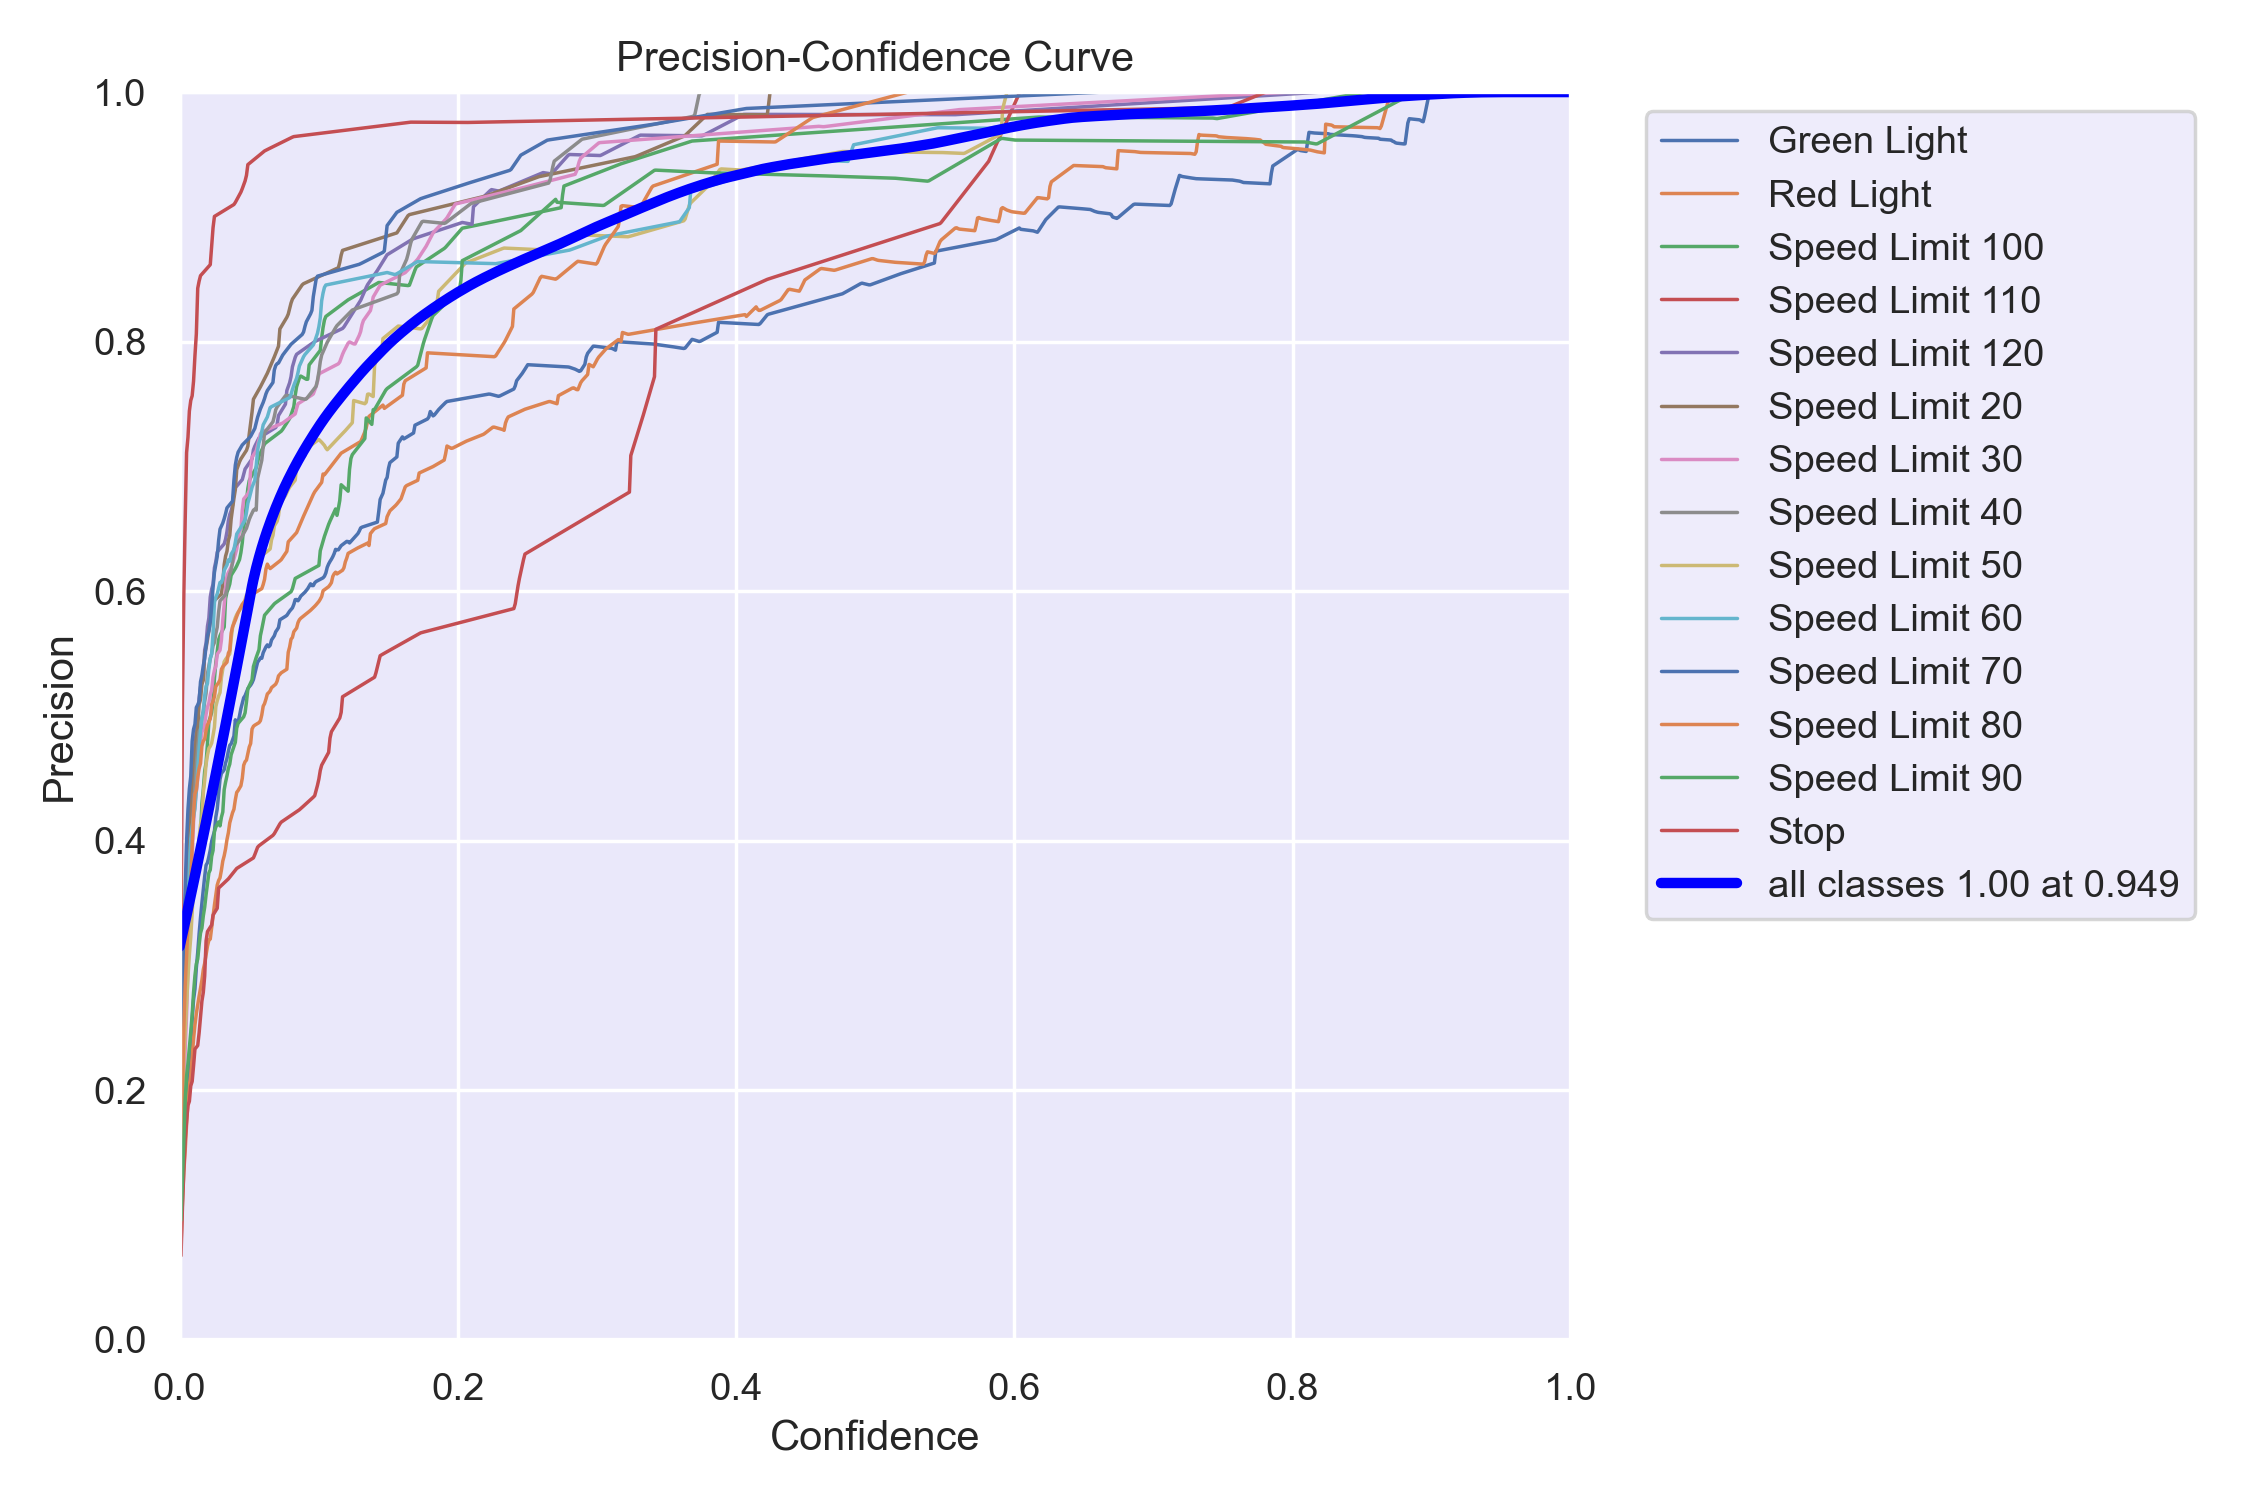 Precision-Confidence Curve
1.0
0.8
0.6
0.4
0.2
0.0
Precision
0.0 0.2 0.4 0.6 0.8 1.0
Confidence
Green Light
Red Light
Speed Limit 100
Speed Limit 110
Speed Limit 120
Speed Limit 20
Speed Limit 30
Speed Limit 40
Speed Limit 50
Speed Limit 60
Speed Limit 70
Speed Limit 80
Speed Limit 90
Stop
all classes 1.00 at 0.949